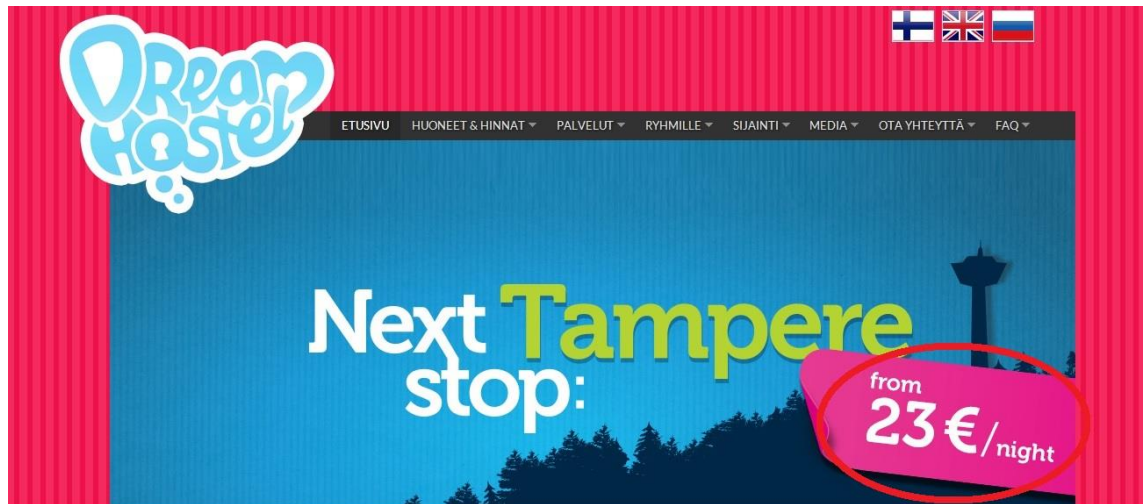 DReam
HOStel
ETUSIVU HUONEET & HINNAT PALVELUT RYHMILLE SIJAINTI MEDIA OTA YHTEYTTÄ FAQ
Next Tampere
stop:
from
23 €/night